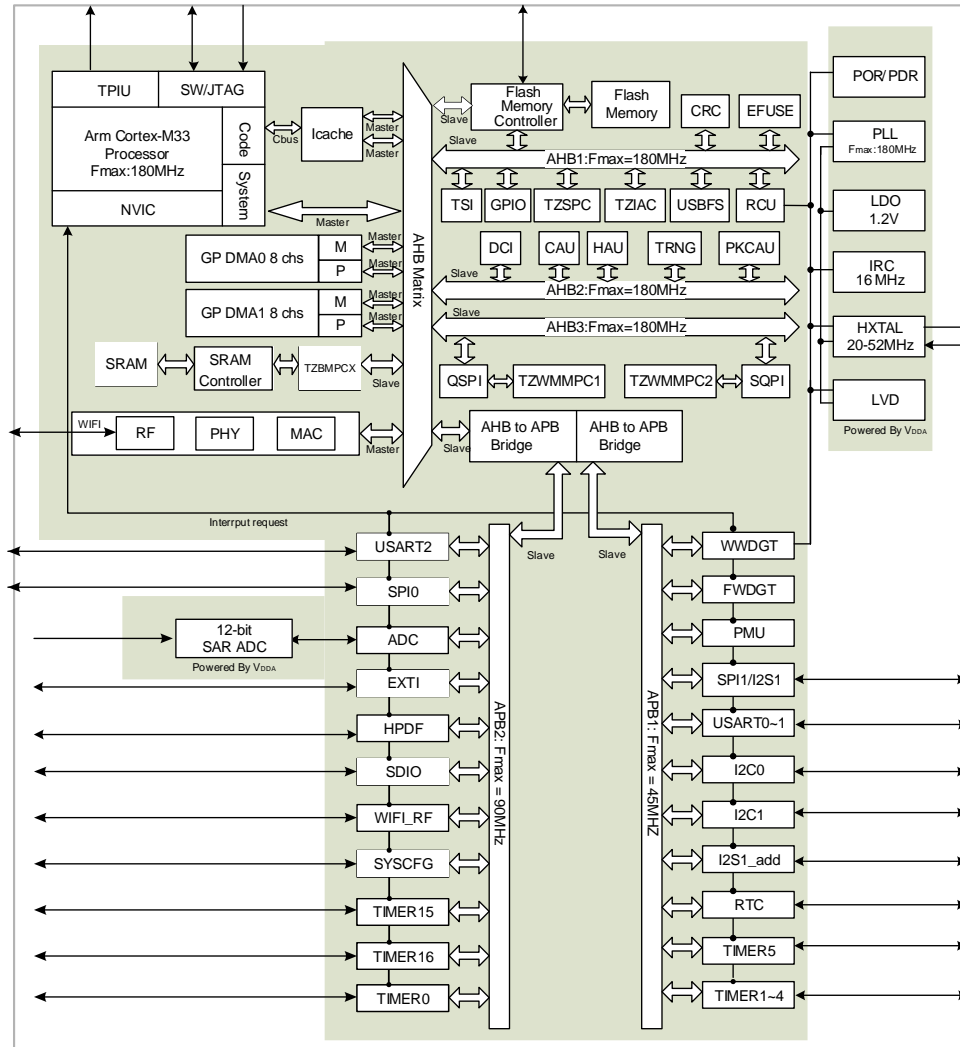 TPIU
SW/JTAG
Arm Cortex-M33
Processor
Fmax:180MHz
Code
System
NVIC
Cbus
Icache
Master
Master
Master
AHB Matrix
Slave
Flash
Memory
Controller
Flash
Memory
CRC
EFUSE
Slave
AHB1:Fmax=180MHz
TSI
GPIO
TZSPC
TZIAC
USBFS
RCU
POR/PDR
PLL
Fmax:180MHz
LDO
1.2V
IRC
16 MHz
HXTAL
20-52MHz
LVD
Powered By VDDA
GP DMA0 8 chs
M
P
Master
Master
GP DMA1 8 chs
M
P
Master
Master
DCI
CAU
HAU
TRNG
PKCAU
Slave
AHB2:Fmax=180MHz
Slave
AHB3:Fmax=180MHz
SRAM
SRAM
Controller
TZBMPCX
Slave
QSPI
TZWMMPC1
TZWMMPC2
SQPI
WIFI
RF
PHY
MAC
Master
Slave
AHB to APB
Bridge
AHB to APB
Bridge
Interrput request
Slave
Slave
USART2
SPI0
12-bit
SAR ADC
Powered By VDDA
ADC
EXTI
HPDF
SDIO
WIFI_RF
SYSCFG
TIMER15
TIMER16
TIMER0
APB2: Fmax = 90MHz
APB1: Fmax = 45MHZ
WWDGT
FWDGT
PMU
SPI1/I2S1
USART0~1
I2C0
I2C1
I2S1_add
RTC
TIMER5
TIMER1~4